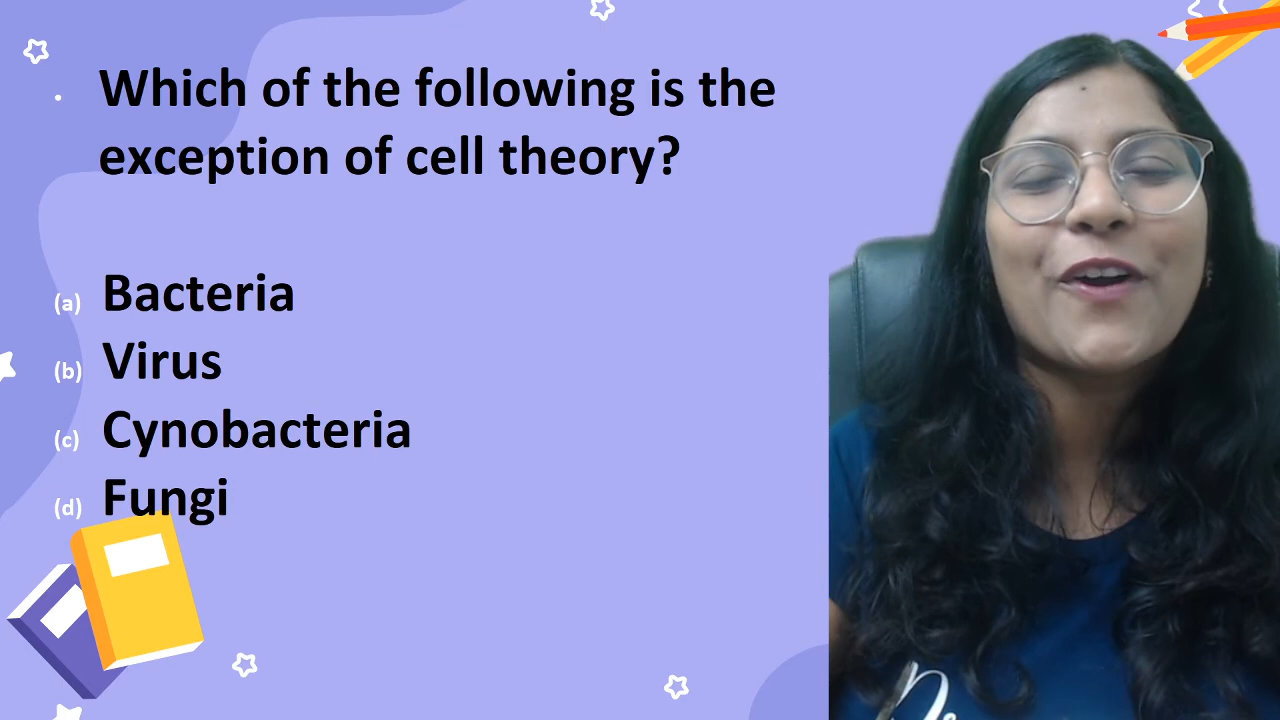 Which of the following is the
exception of cell theory?
(a) Bacteria
(b) Virus
(c) Cynobacteria
(d) Fungi